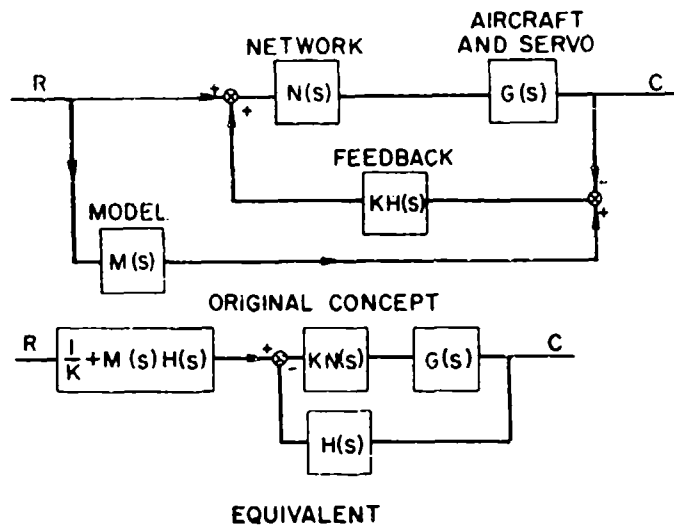 AIRCRAFT
NETWORK AND SERVO
R + + N(s) G(s) C
FEEDBACK
KH(s) - +
MODEL.
M(s)
ORIGINAL CONCEPT
R 1/K + M(s) H(s) + - KN(s) G(s) C
H(s)
EQUIVALENT